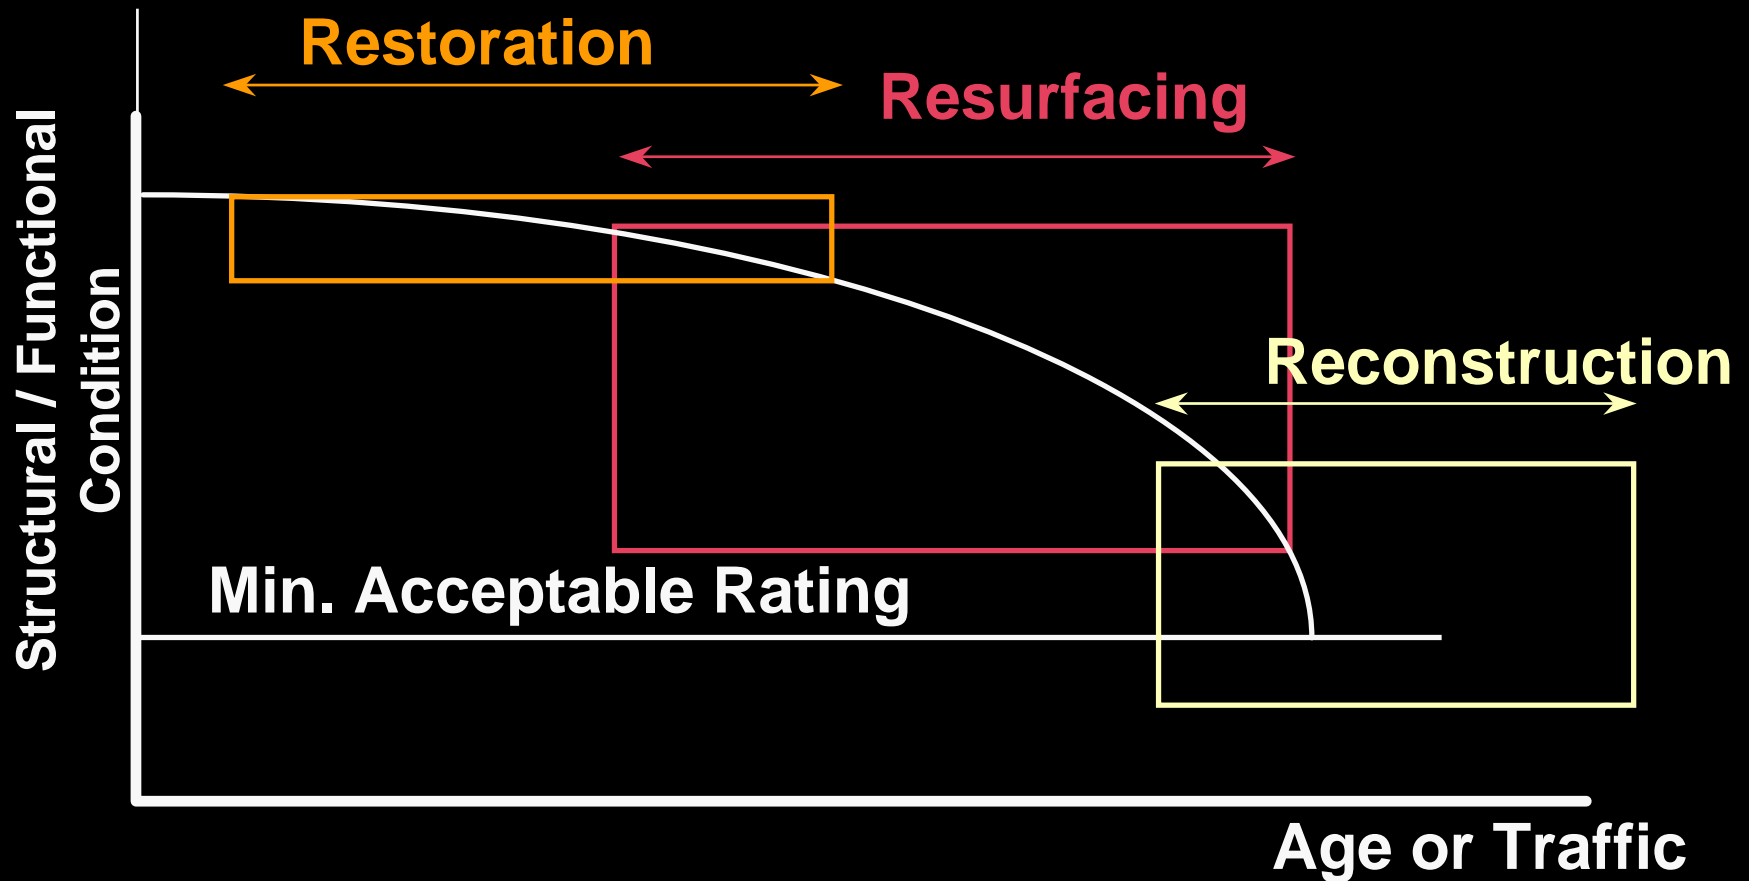 Restoration
Resurfacing
Structural / Functional
Condition
Reconstruction
Min. Acceptable Rating
Age or Traffic